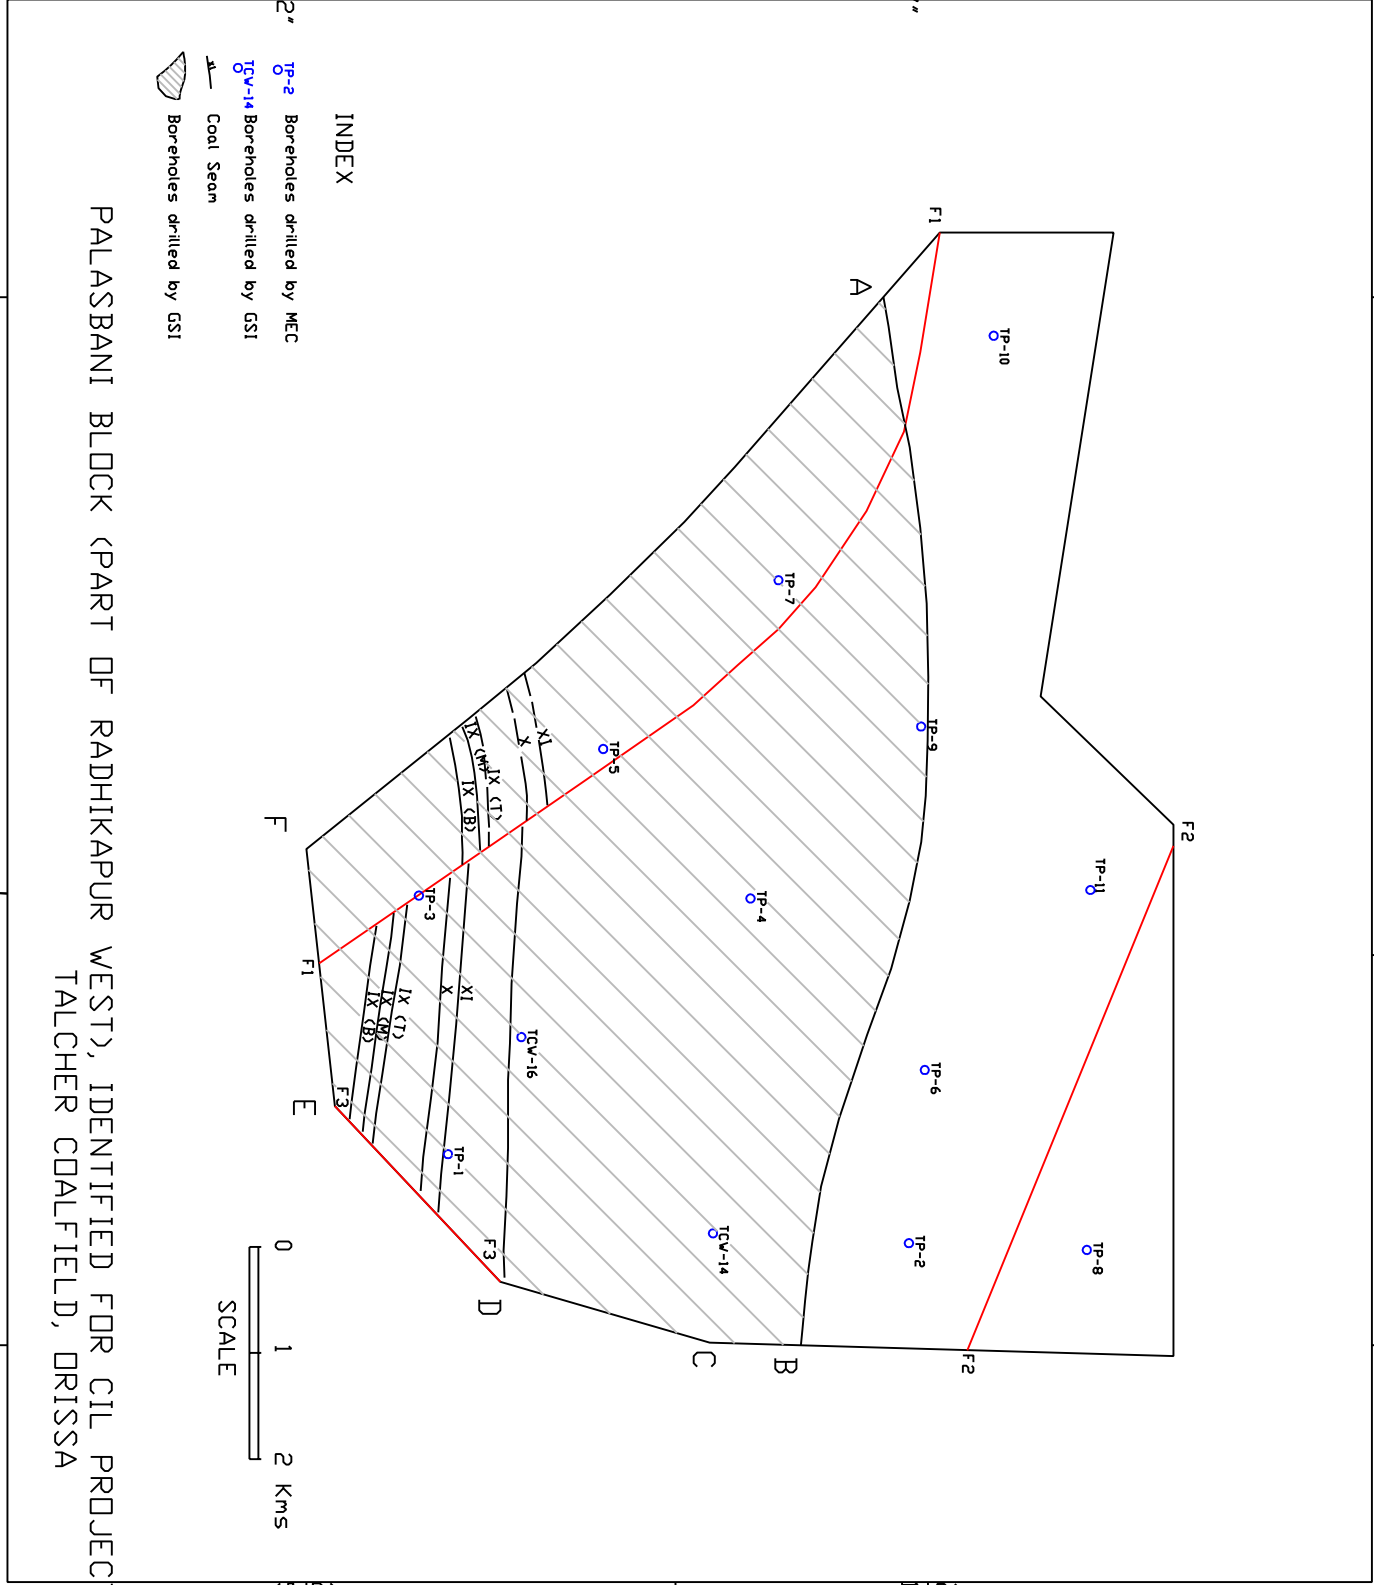 INDEX
TP-2 Boreholes drilled by MEC
TCW-14 Boreholes drilled by GSI
XL Coal Seam
Boreholes drilled by GSI
F1
A
TP-10
TP-7
TP-9
TP-5
XI
X
IX (M)
IX (T)
IX (B)
F2
TP-11
TP-4
TP-3
F
F1
XI
X
IX (T)
IX (M)
IX (B)
TCW-16
TP-6
F3
E
TP-1
TCW-14
TP-2
TP-8
F3
D
C
B
F2
0 1 2 Kms
SCALE
PALASBANI BLOCK (PART OF RADHIKAPUR WEST), IDENTIFIED FOR CIL PROJEC
TALCHER COALFIELD, ORISSA
2"